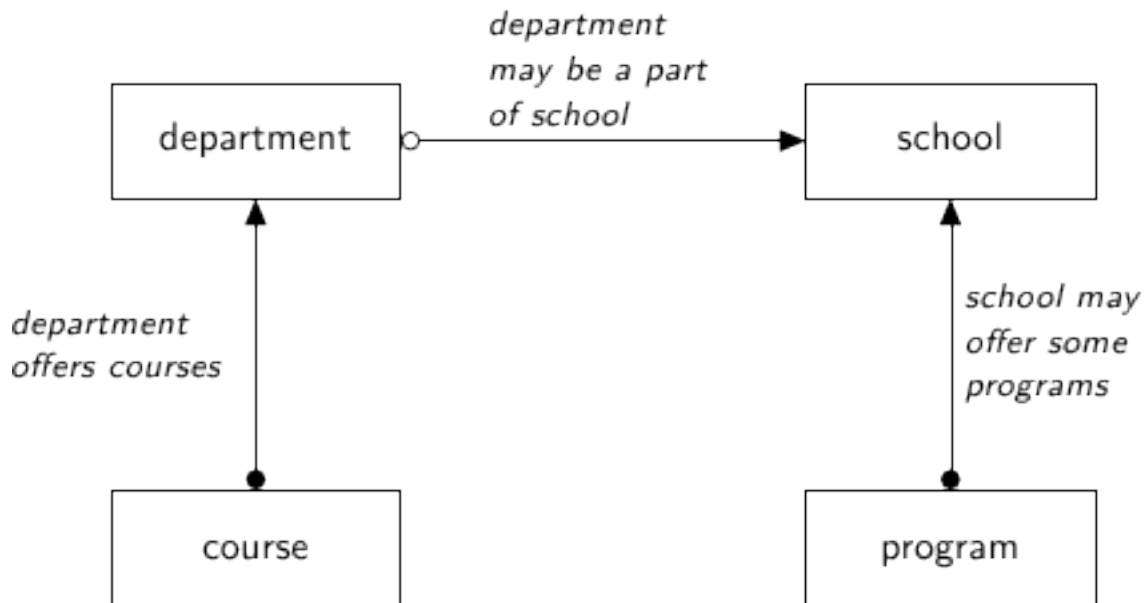 department
may be a part
of school
department
school
department
offers courses
school may
offer some
programs
course
program